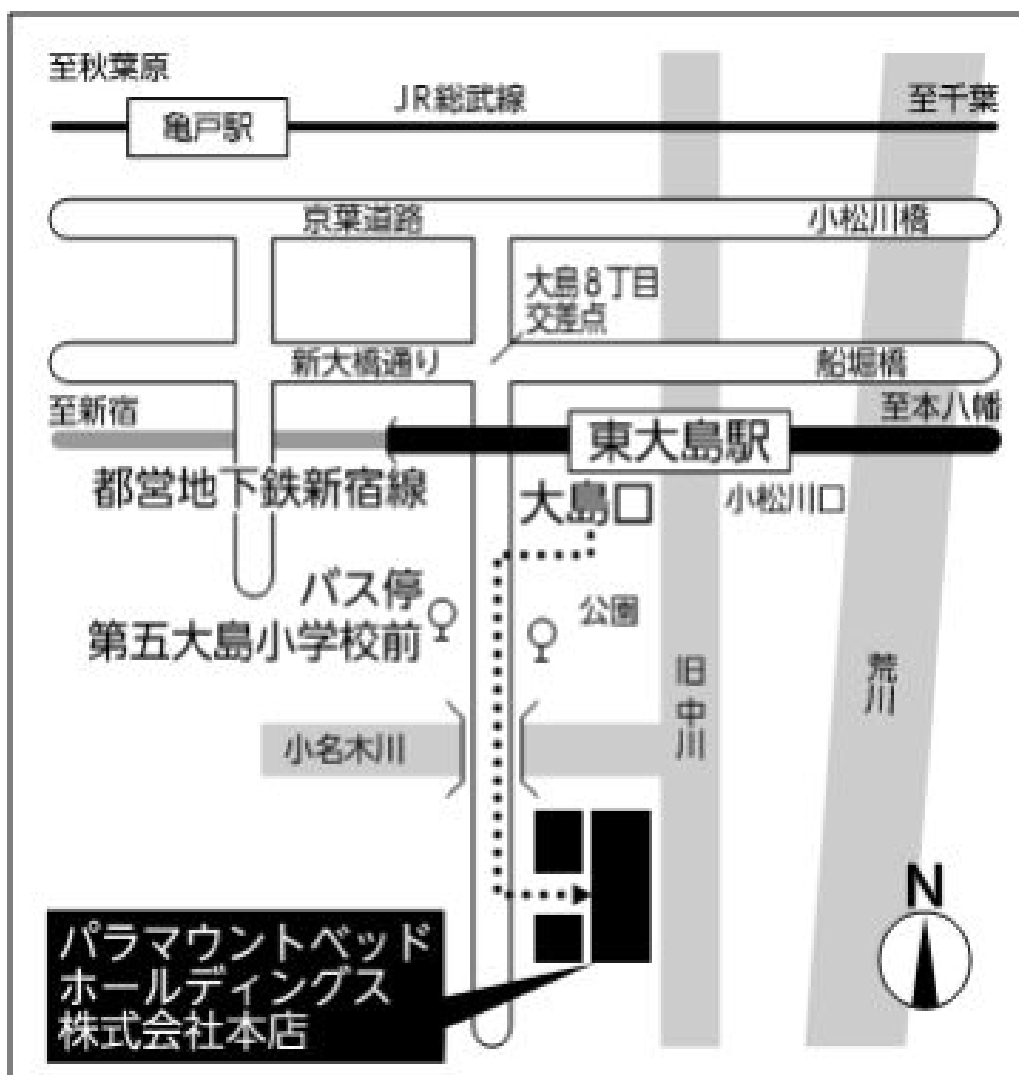 至秋葉原
JR総武線
至千葉
亀戸駅
京葉道路
小松川橋
大島8丁目
交差点
新大橋通り
船堀橋
至新宿
至本八幡
東大島駅
都営地下鉄新宿線
大島口
小松川口
バス停
第五大島小学校前
公園
旧中川
荒川
小名木川
N
パラマウントベッド
ホールディングス
株式会社本店